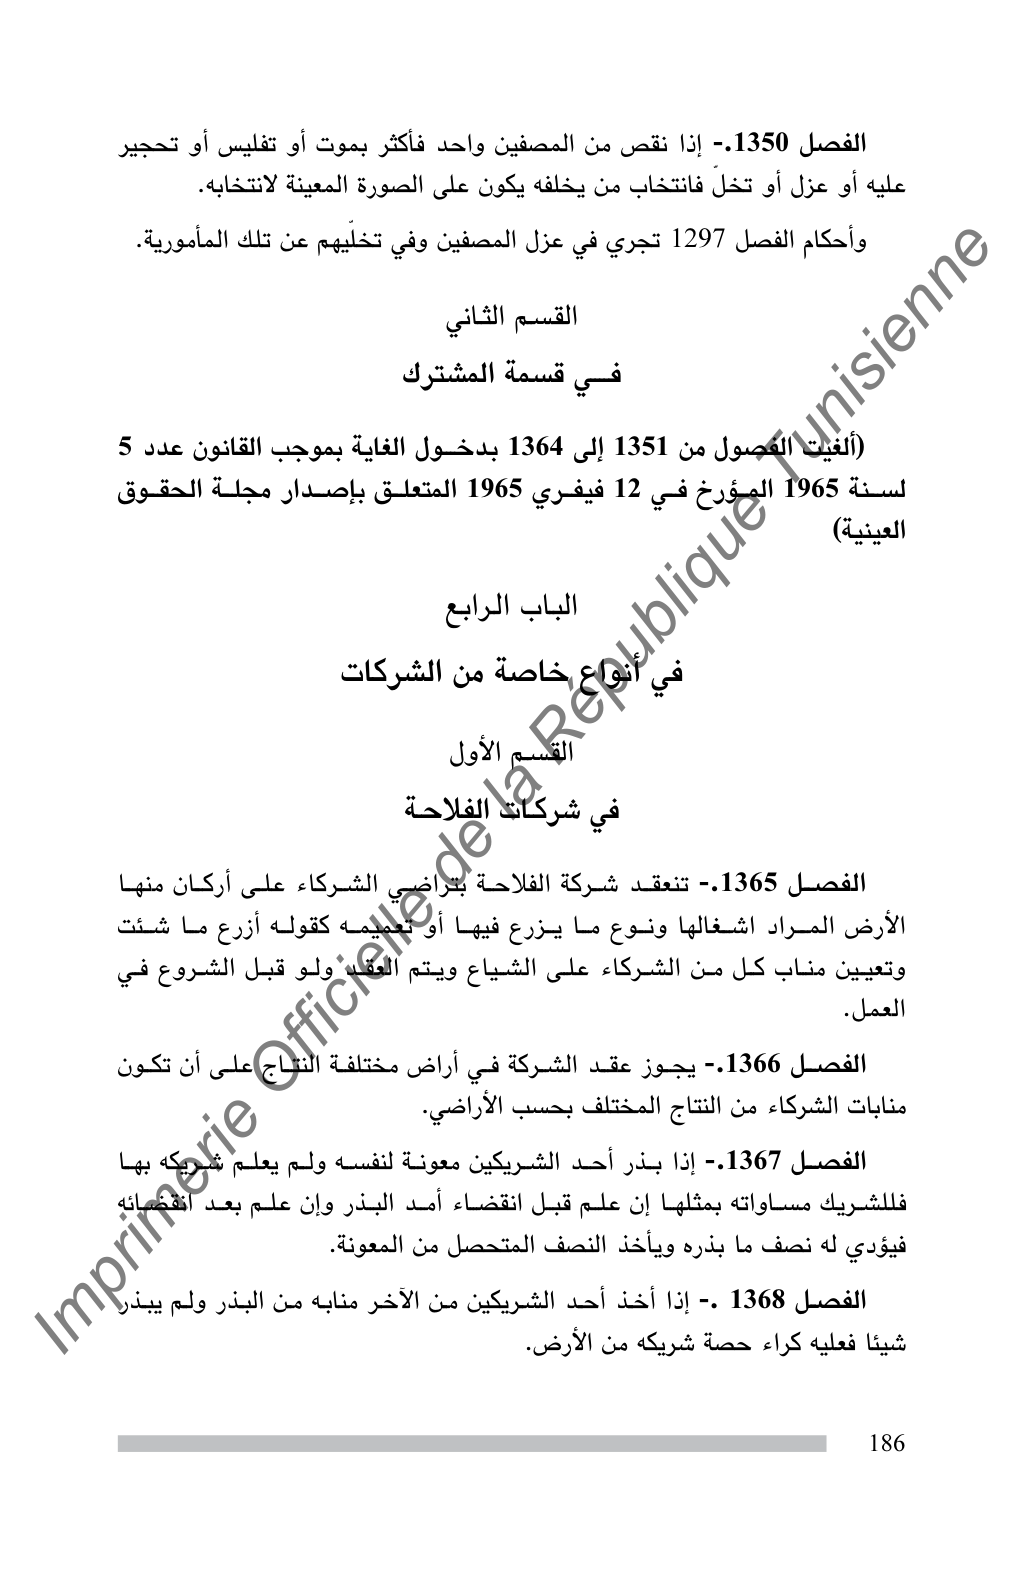 الفصل 1350.- إذا نقص من المصفين واحد فأكثر بموت أو تفليس أو تحجير
عليه أو عزل أو تخلّ فانتخاب من يخلفه يكون على الصورة المعينة لانتخابه.
وأحكام الفصل 1297 تجري في عزل المصفين وفي تخلّيهم عن تلك المأمورية.
القسم الثاني
في قسمة المشترك
(ألغيت الفصول من 1351 إلى 1364 بدخول الغاية بموجب القانون عدد 5
لسنة 1965 المؤرخ في 12 فيفري 1965 المتعلق بإصدار مجلة الحقوق
العينية)
الباب الرابع
في أنواع خاصة من الشركات
القسم الأول
في شركات الفلاحة
الفصل 1365.- تنعقد شركة الفلاحة بتراضي الشركاء على أركان منها
الأرض المراد اشغالها ونوع ما يزرع فيها أو تعميمه كقوله أزرع ما شئت
وتعيين مناب كل من الشركاء على الشياع ويتم العقد ولو قبل الشروع في
العمل.
الفصل 1366.- يجوز عقد الشركة في أراض مختلفة النتاج على أن تكون
منابات الشركاء من النتاج المختلف بحسب الأراضي.
الفصل 1367.- إذا بذر أحد الشريكين معونة لنفسه ولم يعلم شريكه بها
فللشريك مساواته بمثلها إن علم قبل انقضاء أمد البذر وإن علم بعد انقضائه
فيؤدي له نصف ما بذره ويأخذ النصف المتحصل من المعونة.
الفصل 1368 .- إذا أخذ أحد الشريكين من الآخر منابه من البذر ولم يبذر
شيئا فعليه كراء حصة شريكه من الأرض.
186
Imprimerie Officielle de la République Tunisienne